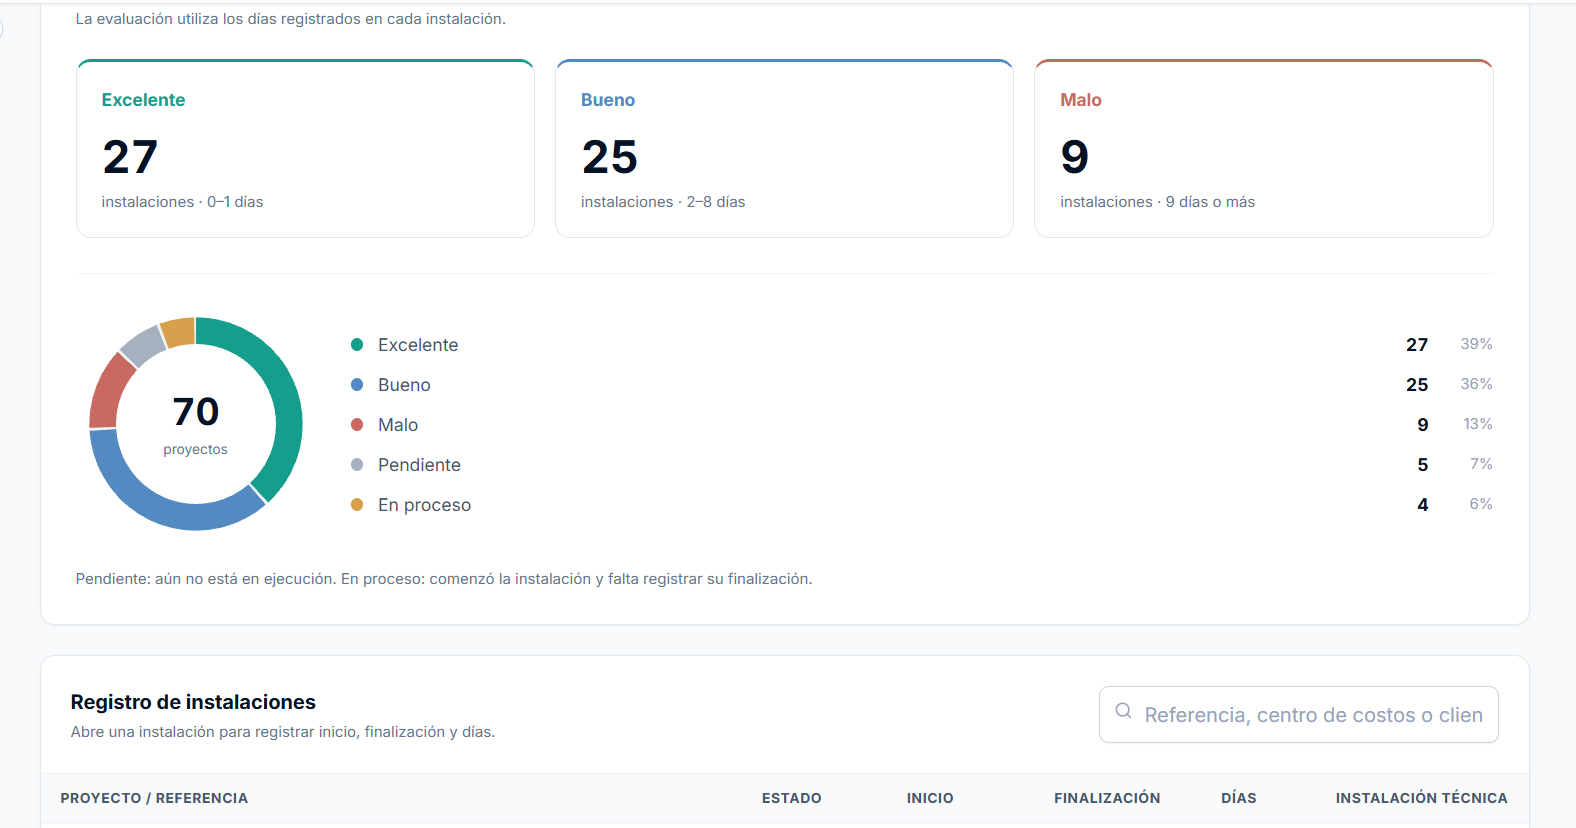 La evaluación utiliza los días registrados en cada instalación.
Excelente
27
instalaciones · 0–1 días
Bueno
25
instalaciones · 2–8 días
Malo
9
instalaciones · 9 días o más
70
proyectos
Excelente 27 39%
Bueno 25 36%
Malo 9 13%
Pendiente 5 7%
En proceso 4 6%
Pendiente: aún no está en ejecución. En proceso: comenzó la instalación y falta registrar su finalización.
Registro de instalaciones
Abre una instalación para registrar inicio, finalización y días.
Referencia, centro de costos o clien
PROYECTO / REFERENCIA ESTADO INICIO FINALIZACIÓN DÍAS INSTALACIÓN TÉCNICA